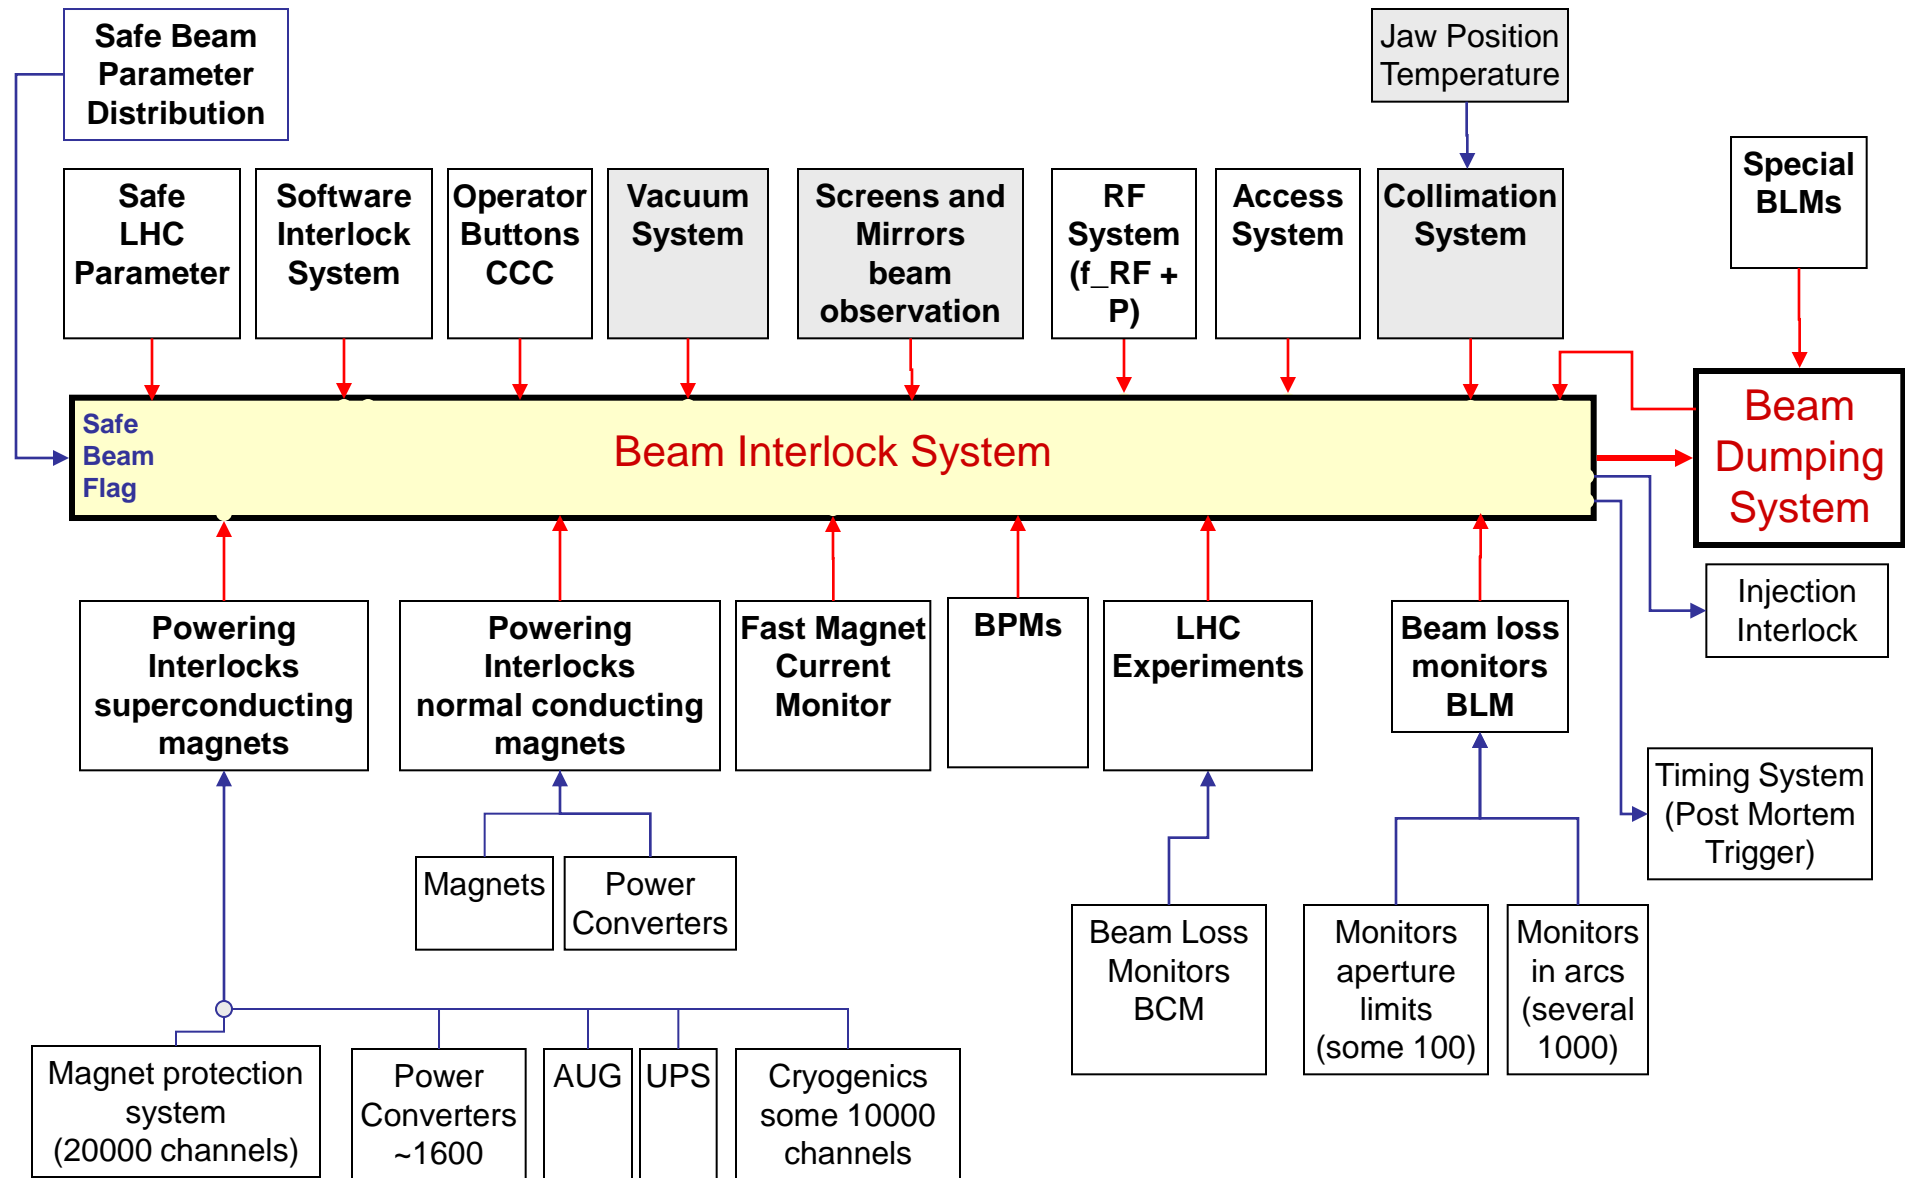 Safe Beam
Parameter
Distribution
Jaw Position
Temperature
Safe
LHC
Parameter
Software
Interlock
System
Operator
Buttons
CCC
Vacuum
System
Screens and
Mirrors
beam
observation
RF
System
(f_RF +
P)
Access
System
Collimation
System
Special
BLMs
Safe
Beam
Flag
Beam Interlock System
Beam
Dumping
System
Injection
Interlock
Powering
Interlocks
superconducting
magnets
Powering
Interlocks
normal conducting
magnets
Fast Magnet
Current
Monitor
BPMs
LHC
Experiments
Beam loss
monitors
BLM
Timing System
(Post Mortem
Trigger)
Magnets
Power
Converters
Beam Loss
Monitors
BCM
Monitors
aperture
limits
(some 100)
Monitors
in arcs
(several
1000)
Magnet protection
system
(20000 channels)
Power
Converters
~1600
AUG
UPS
Cryogenics
some 10000
channels